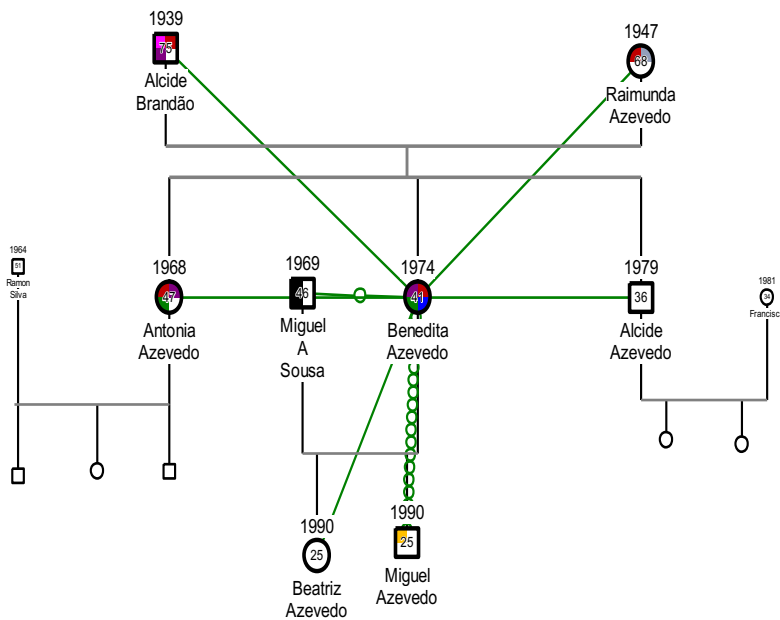 1939
75
Alcide
Brandão
1947
68
Raimunda
Azevedo
1964
51
Ramon
Silva
1968
47
Antonia
Azevedo
1969
46
Miguel
A
Sousa
1974
41
Benedita
Azevedo
1979
36
Alcide
Azevedo
1981
34
Francisc
1990
25
Beatriz
Azevedo
1990
25
Miguel
Azevedo